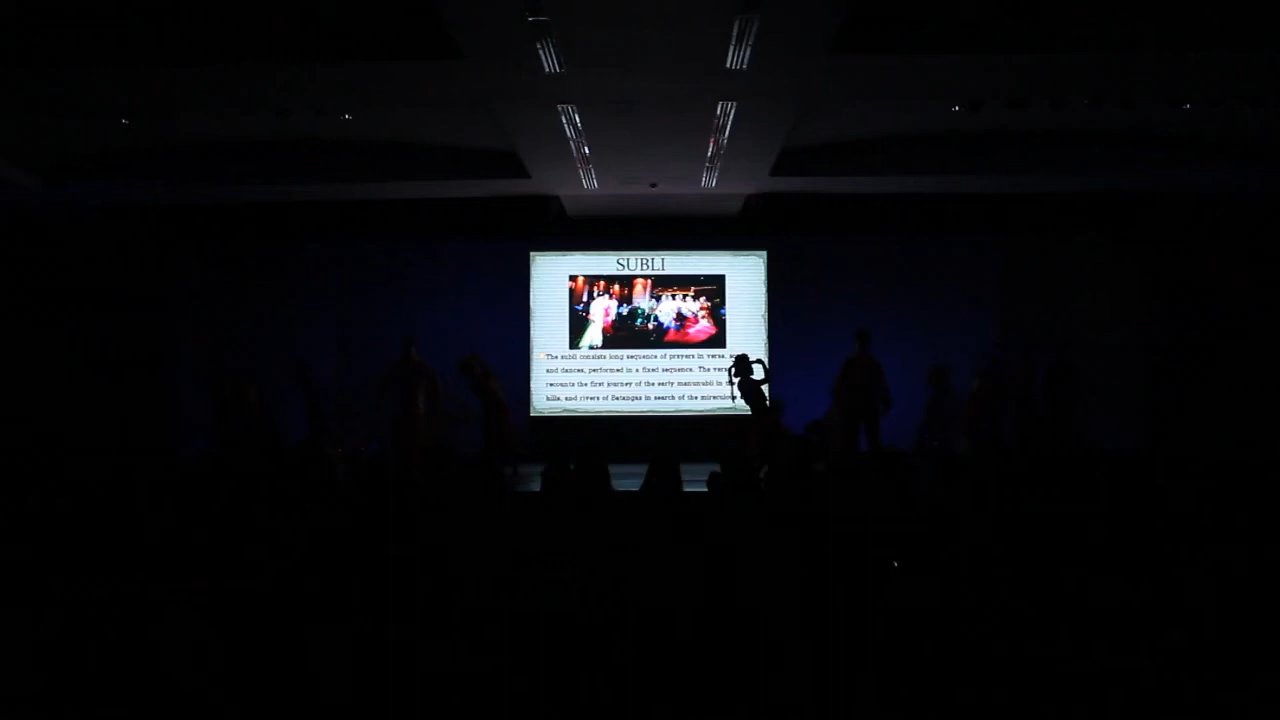 SUBLI
The subli consists long sequence of prayers in verse,
and dances, performed in a fixed sequence. The
recounts the first journey of the early manunubli in
hills, and rivers of Batangas in search of the miraculous